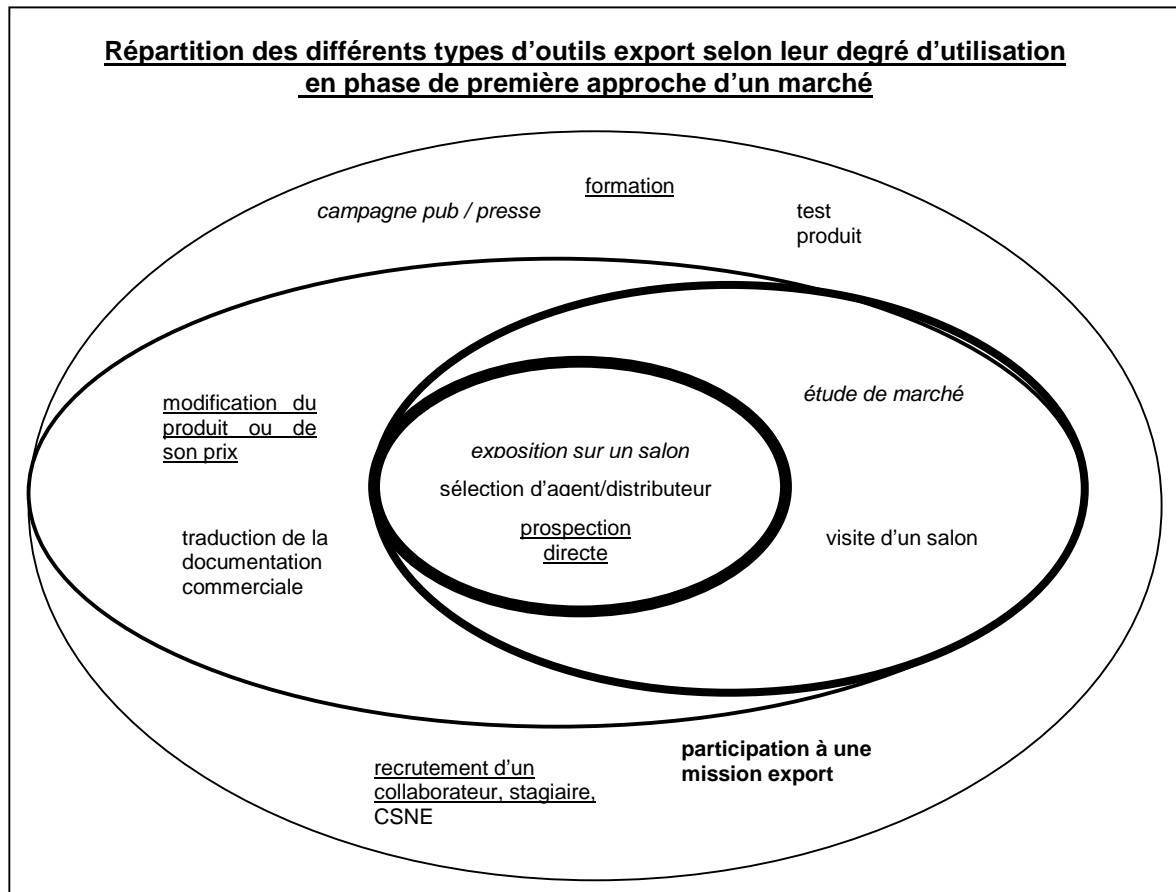 Répartition des différents types d'outils export selon leur degré d'utilisation
en phase de première approche d'un marché
formation
campagne pub / presse
test
produit
étude de marché
modification du
produit ou de
son prix
exposition sur un salon
sélection d'agent/distributeur
prospection
directe
traduction de la
documentation
commerciale
visite d'un salon
participation à une
mission export
recrutement d'un
collaborateur, stagiaire,
CSNE